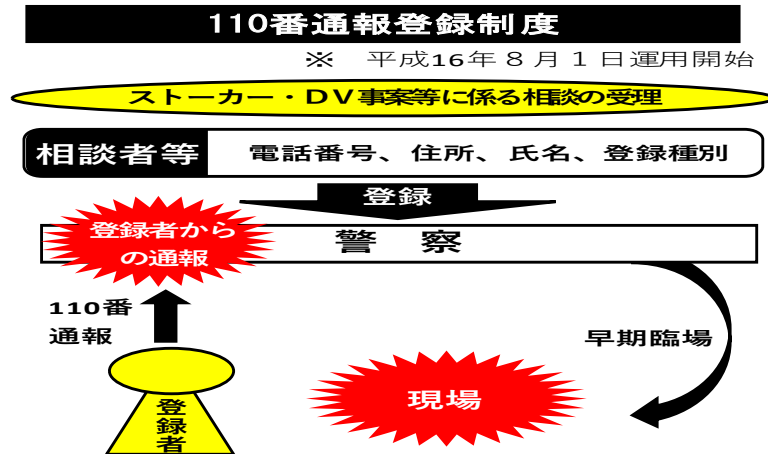 110番通報登録制度
※　平成16年８月１日運用開始
ストーカー・ＤＶ事案等に係る相談の受理
相談者等
電話番号、住所、氏名、登録種別
登録
登録者から
の通報
警　察
110番
通報
早期臨場
現場
登録者